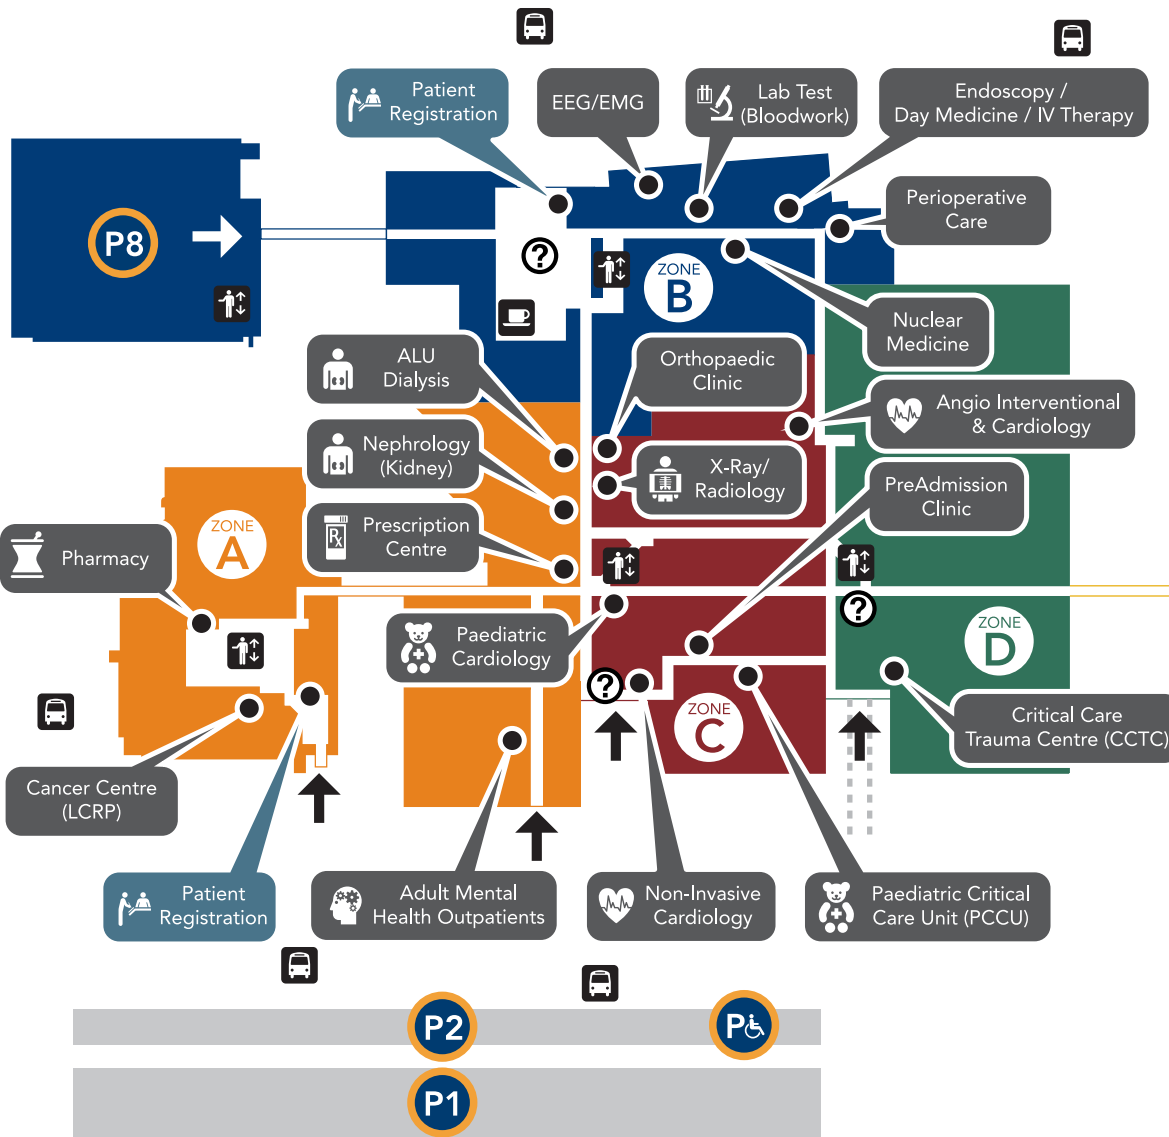 Patient
Registration
EEG/EMG
Lab Test
(Bloodwork)
Endoscopy /
Day Medicine / IV Therapy
Perioperative
Care
P8
?
ZONE
B
Nuclear
Medicine
ALU
Dialysis
Orthopaedic
Clinic
Angio Interventional
& Cardiology
Nephrology
(Kidney)
X-Ray/
Radiology
PreAdmission
Clinic
Rx
Prescription
Centre
ZONE
A
Pharmacy
?
Paediatric
Cardiology
ZONE
D
?
ZONE
C
Critical Care
Trauma Centre (CCTC)
Cancer Centre
(LCRP)
Patient
Registration
Adult Mental
Health Outpatients
Non-Invasive
Cardiology
Paediatric Critical
Care Unit (PCCU)
P2
P
P1